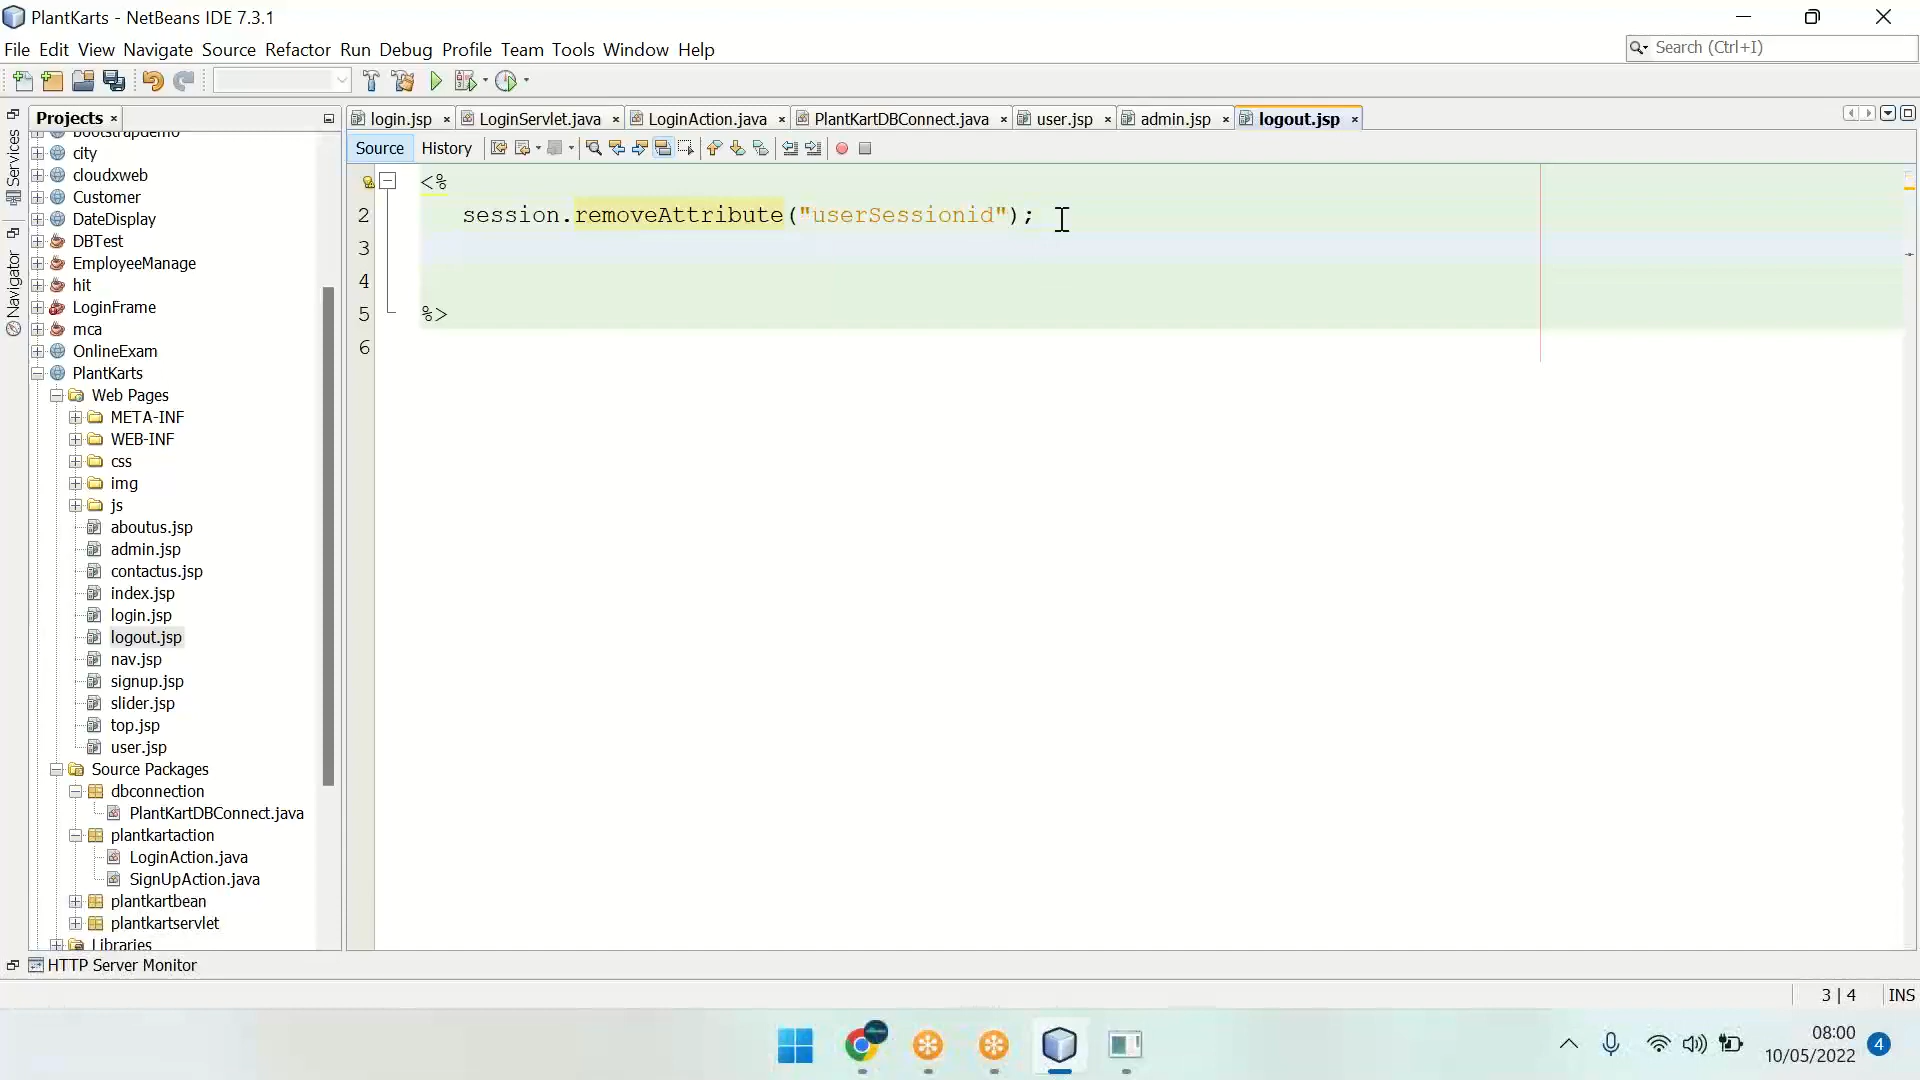 PlantKarts - NetBeans IDE 7.3.1
File Edit View Navigate Source Refactor Run Debug Profile Team Tools Window Help
Search (Ctrl+I)
Projects
login.jsp LoginServlet.java LoginAction.java PlantKartDBConnect.java user.jsp admin.jsp logout.jsp
Source History
Services
Navigator
bootstrapdemo
city
cloudxweb
Customer
DateDisplay
DBTest
EmployeeManage
hit
LoginFrame
mca
OnlineExam
PlantKarts
Web Pages
META-INF
WEB-INF
css
img
js
aboutus.jsp
admin.jsp
contactus.jsp
index.jsp
login.jsp
logout.jsp
nav.jsp
signup.jsp
slider.jsp
top.jsp
user.jsp
Source Packages
dbconnection
PlantKartDBConnect.java
plantkartaction
LoginAction.java
SignUpAction.java
plantkartbean
plantkartservlet
Libraries
<%
2 session.removeAttribute("userSessionid");
3
4
5 %>
6
HTTP Server Monitor
3 | 4 INS
08:00
10/05/2022
4